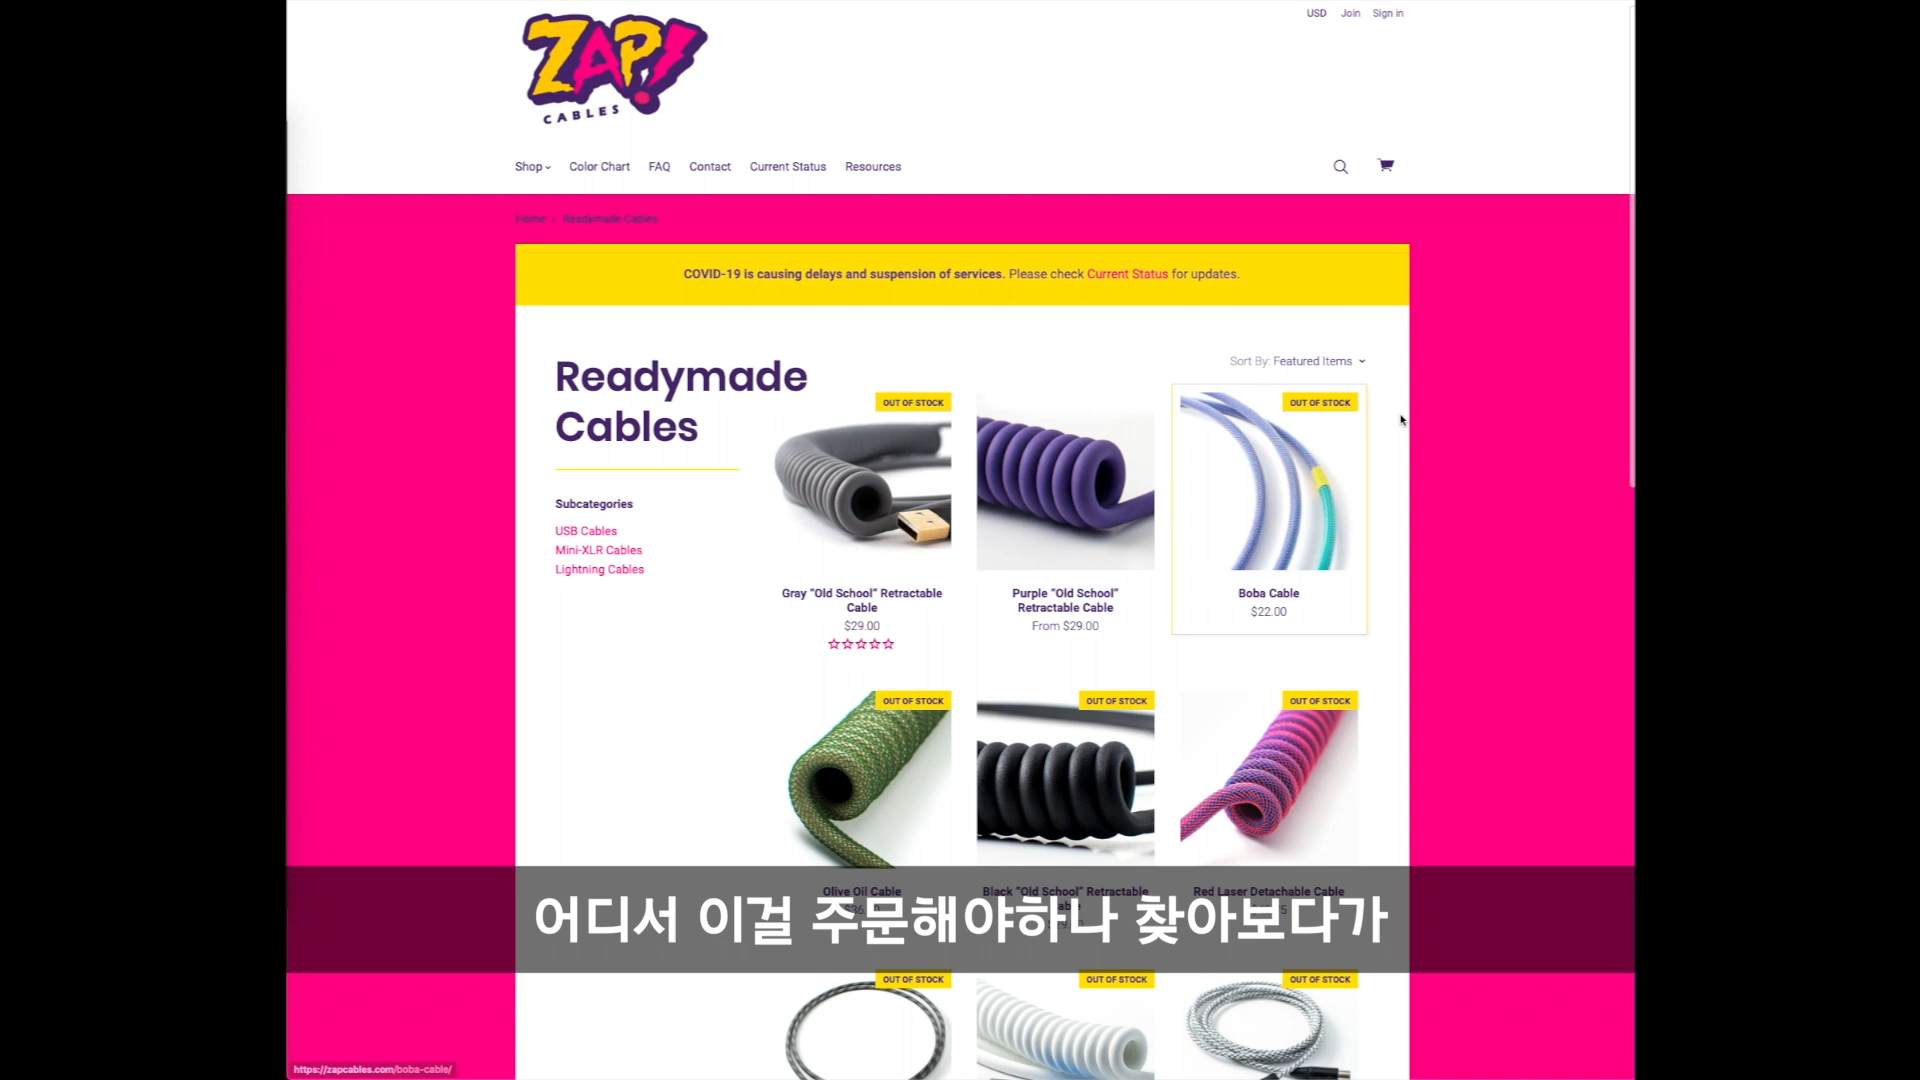 ZAP!
CABLES
USD Join Sign in
Shop Color Chart FAQ Contact Current Status Resources
Home › Readymade Cables
COVID-19 is causing delays and suspension of services. Please check Current Status for updates.
Readymade
Cables
Sort By: Featured Items
Subcategories
USB Cables
Mini-XLR Cables
Lightning Cables
OUT OF STOCK
OUT OF STOCK
Gray "Old School" Retractable
Cable
$29.00
Purple "Old School"
Retractable Cable
From $29.00
Boba Cable
$22.00
OUT OF STOCK
OUT OF STOCK
OUT OF STOCK
Olive Oil Cable
Black "Old School" Retractable
Red Laser Detachable Cable
어디서 이걸 주문해야하나 찾아보다가
OUT OF STOCK
OUT OF STOCK
OUT OF STOCK
https://zapcables.com/boba-cable/